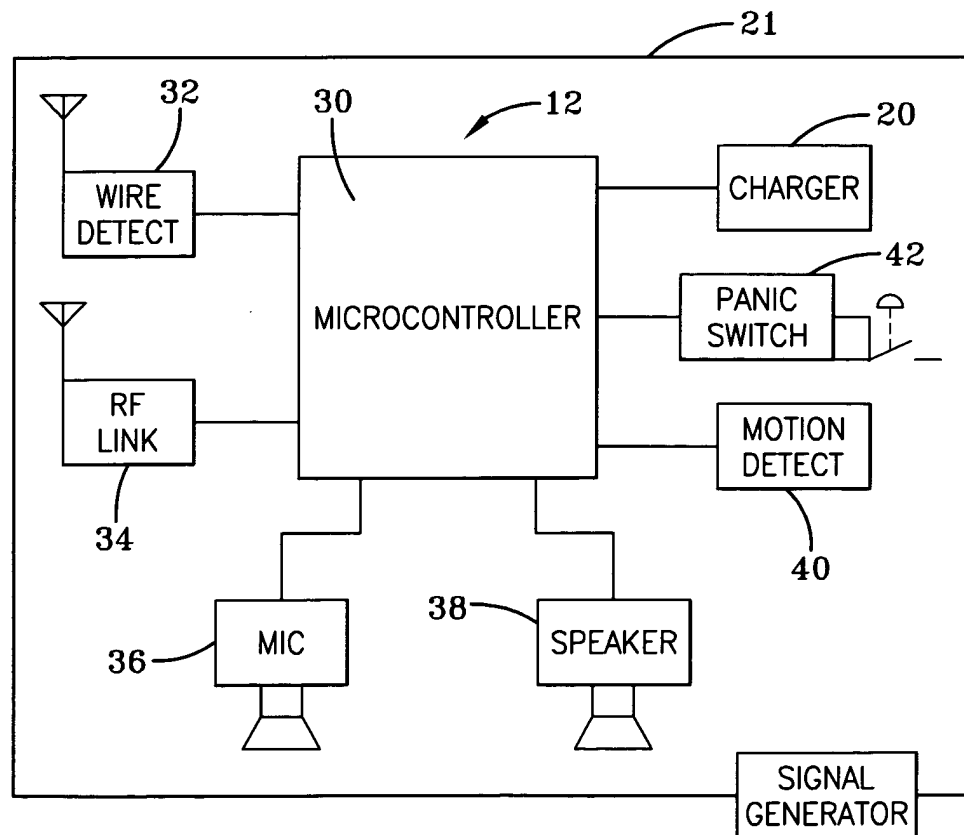 21
32
30
12
20
WIRE
DETECT
CHARGER
42
PANIC
SWITCH
MICROCONTROLLER
RF
LINK
34
MOTION
DETECT
40
36
MIC
38
SPEAKER
SIGNAL
GENERATOR